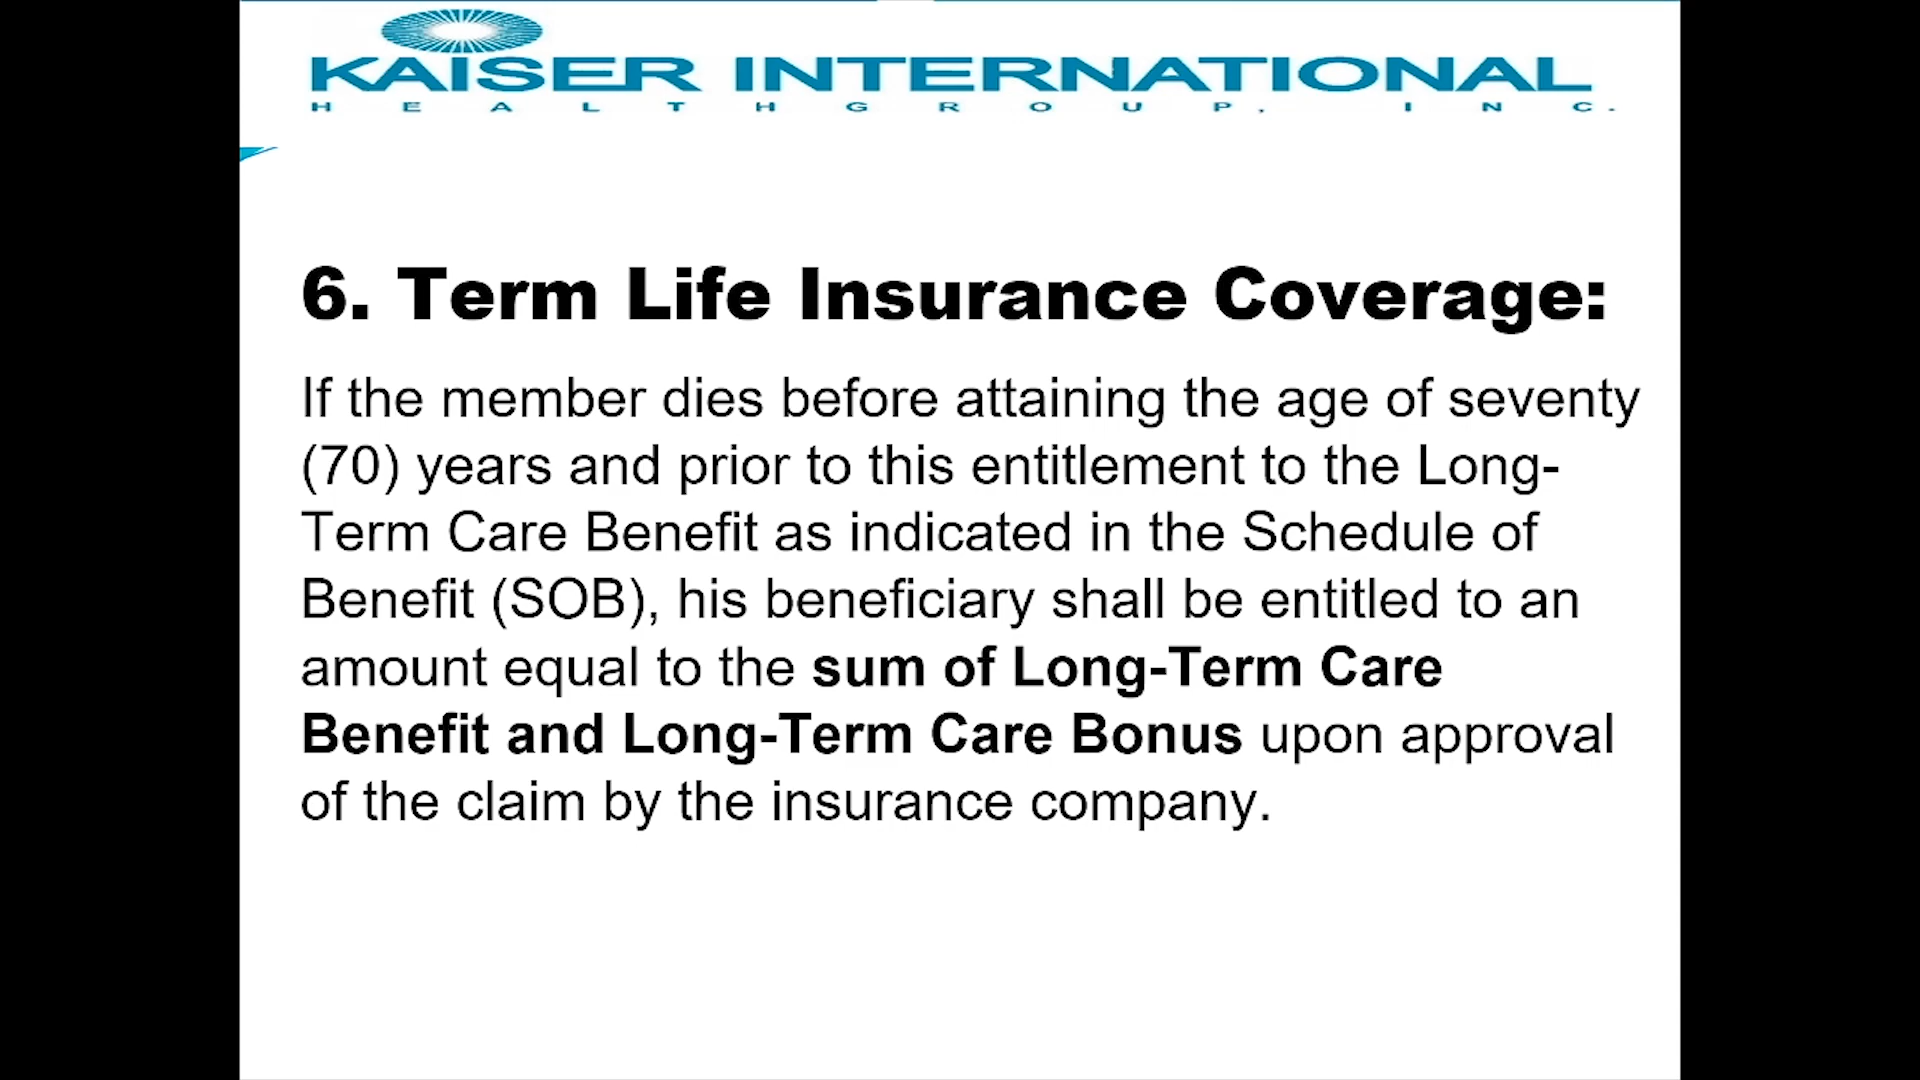 KAISER INTERNATIONAL
HEALTHGROUP, INC.
6. Term Life Insurance Coverage:
If the member dies before attaining the age of seventy
(70) years and prior to this entitlement to the Long-
Term Care Benefit as indicated in the Schedule of
Benefit (SOB), his beneficiary shall be entitled to an
amount equal to the sum of Long-Term Care
Benefit and Long-Term Care Bonus upon approval
of the claim by the insurance company.